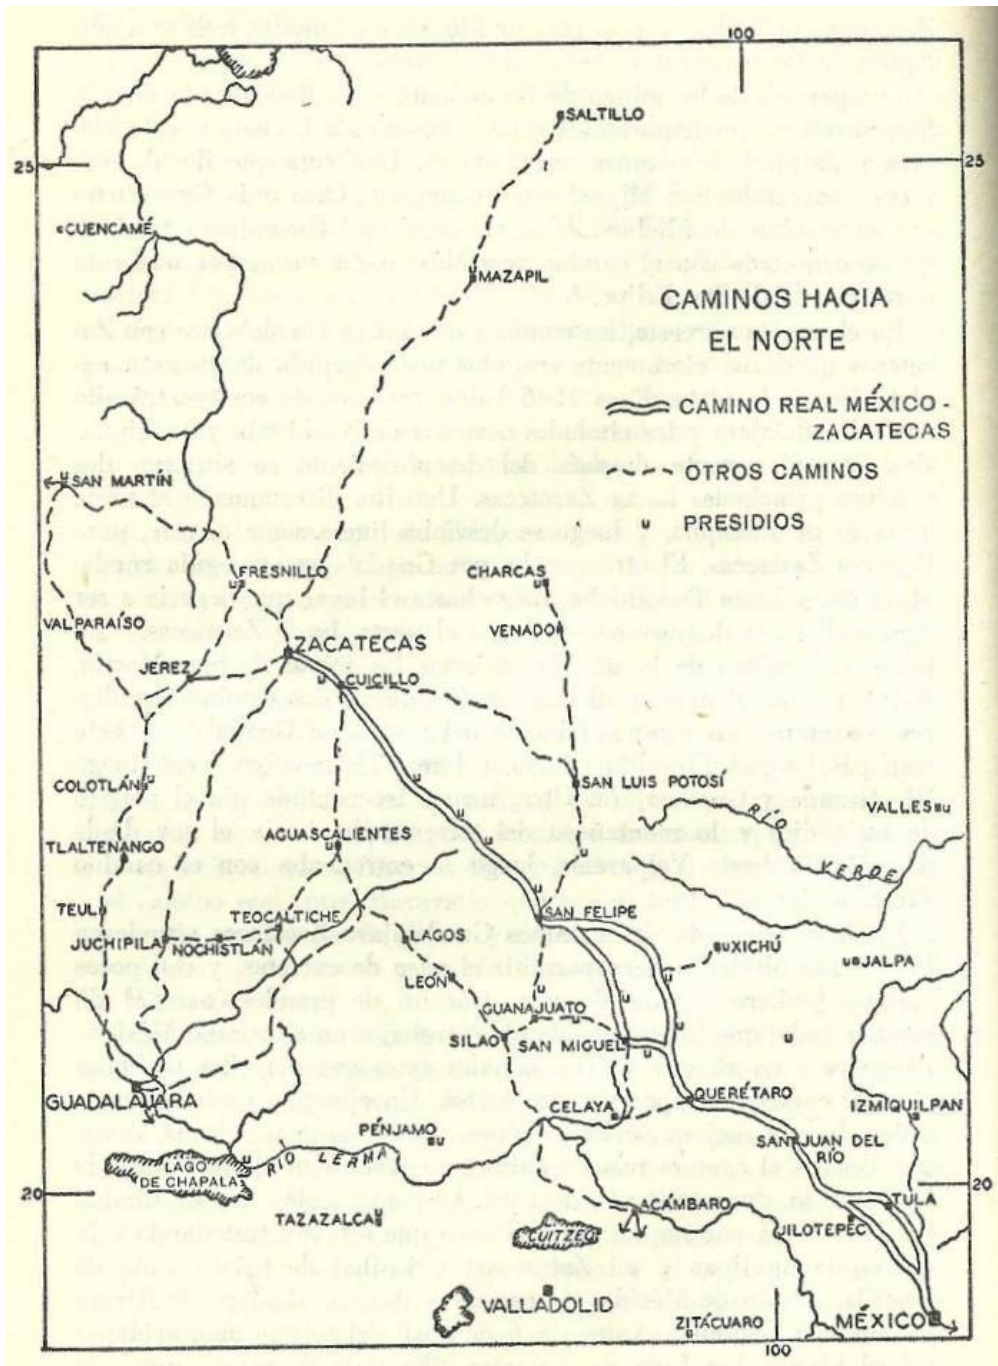 100
SALTILLO
25
25
CUENCAMÉ
MAZAPIL
CAMINOS HACIA
EL NORTE
CAMINO REAL MÉXICO-
ZACATECAS
OTROS CAMINOS
U PRESIDIOS
SAN MARTÍN
FRESNILLO
CHARCAS
VALPARAÍSO
VENADO
ZACATECAS
JEREZ
CUICILLO
COLOTLÁN
SAN LUIS POTOSÍ
RÍO
VERDE
VALLES
AGUASCALIENTES
TLALTENANGO
TEUL
TEOCALTICHE
SAN FELIPE
JUCHIPILA
NOCHISTLÁN
LAGOS
XICHÚ
JALPA
LEÓN
GUANAJUATO
SILAO
SAN MIGUEL
GUADALAJARA
CELAYA
QUERÉTARO
IZMIQUILPAN
PENJAMO
SAN JUAN DEL
RÍO
RÍO LERMA
LAGO
DE CHAPALA
20
20
TULA
ACÁMBARO
TAZAZALCA
JILOTEPEC
CUITZEO
VALLADOLID
ZITÁCUARO
MÉXICO
100